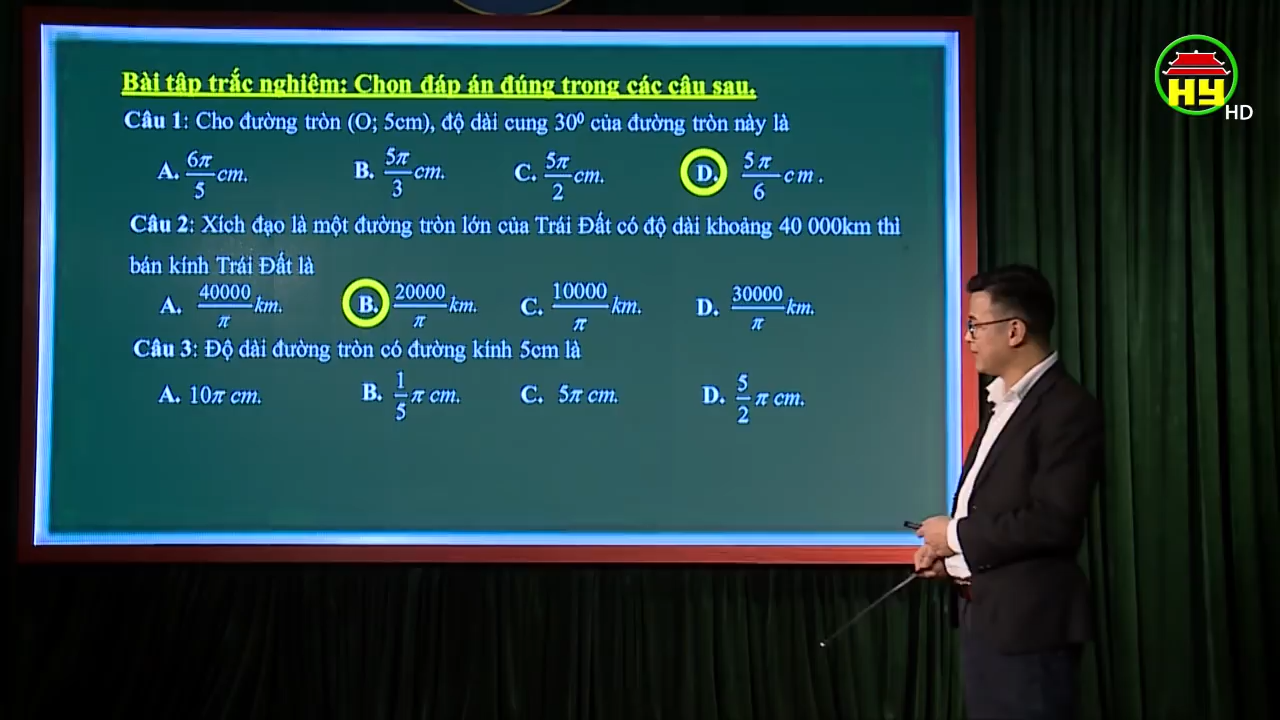 Bài tập trắc nghiệm: Chọn đáp án đúng trong các câu sau.
Câu 1: Cho đường tròn (O; 5cm), độ dài cung 30⁰ của đường tròn này là
A. 6π/5 cm. B. 5π/3 cm. C. 5π/2 cm. D. 5π/6 cm.
Câu 2: Xích đạo là một đường tròn lớn của Trái Đất có độ dài khoảng 40 000km thì
bán kính Trái Đất là
A. 40000/π km. B. 20000/π km. C. 10000/π km. D. 30000/π km.
Câu 3: Độ dài đường tròn có đường kính 5cm là
A. 10π cm. B. 1/5 π cm. C. 5π cm. D. 5/2 π cm.
HY
HD